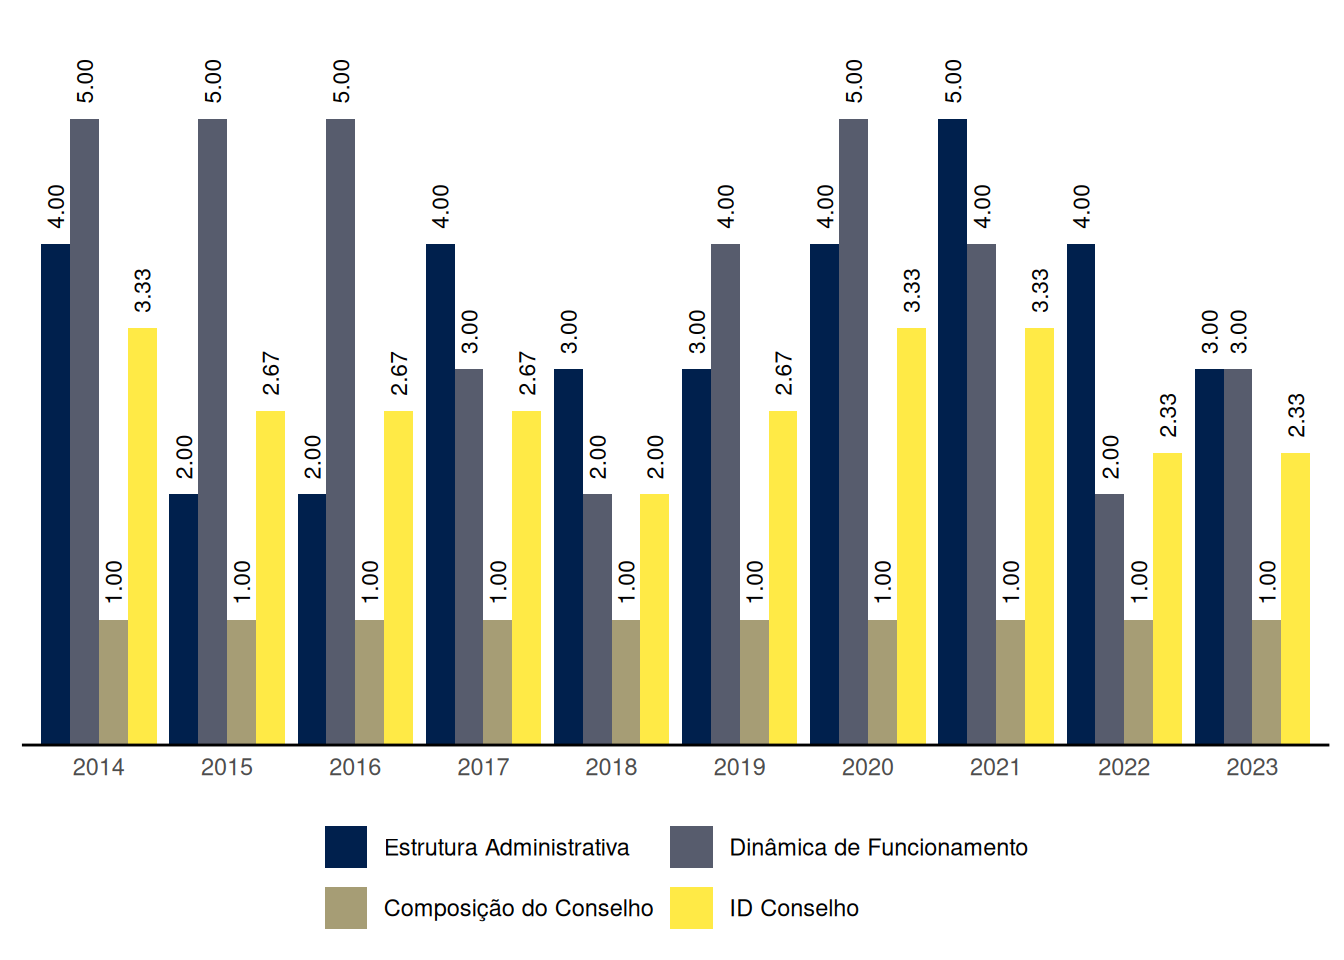 4.00 5.00 1.00 3.33
2.00 5.00 1.00 2.67
2.00 5.00 1.00 2.67
4.00 3.00 1.00 2.67
3.00 2.00 1.00 2.00
3.00 4.00 1.00 2.67
4.00 5.00 1.00 3.33
5.00 4.00 1.00 3.33
4.00 2.00 1.00 2.33
3.00 3.00 1.00 2.33
2014 2015 2016 2017 2018 2019 2020 2021 2022 2023
Estrutura Administrativa Dinâmica de Funcionamento
Composição do Conselho ID Conselho